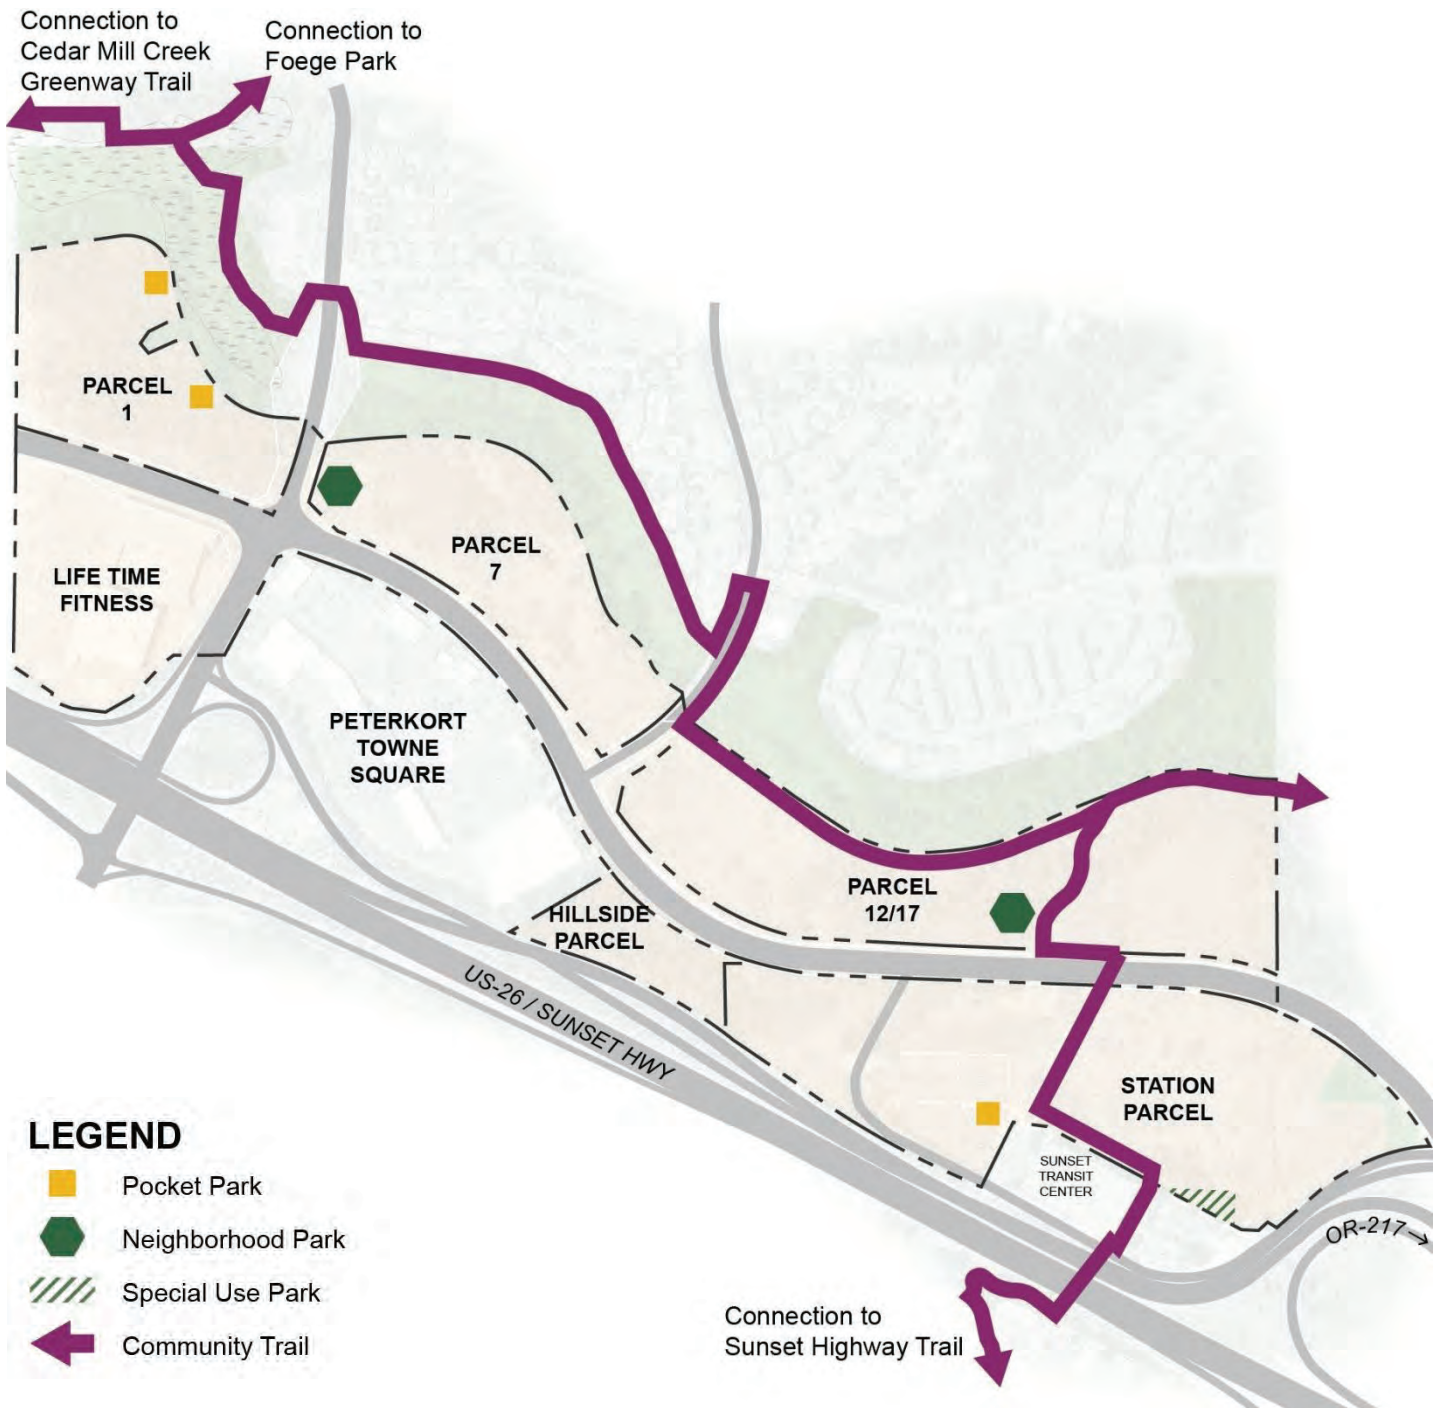 Connection to
Cedar Mill Creek
Greenway Trail
Connection to
Foege Park
PARCEL
1
PARCEL
7
LIFE TIME
FITNESS
PETERKORT
TOWNE
SQUARE
PARCEL
12/17
HILLSIDE
PARCEL
US-26 / SUNSET HWY
STATION
PARCEL
SUNSET
TRANSIT
CENTER
OR-217
Connection to
Sunset Highway Trail
LEGEND
Pocket Park
Neighborhood Park
Special Use Park
Community Trail